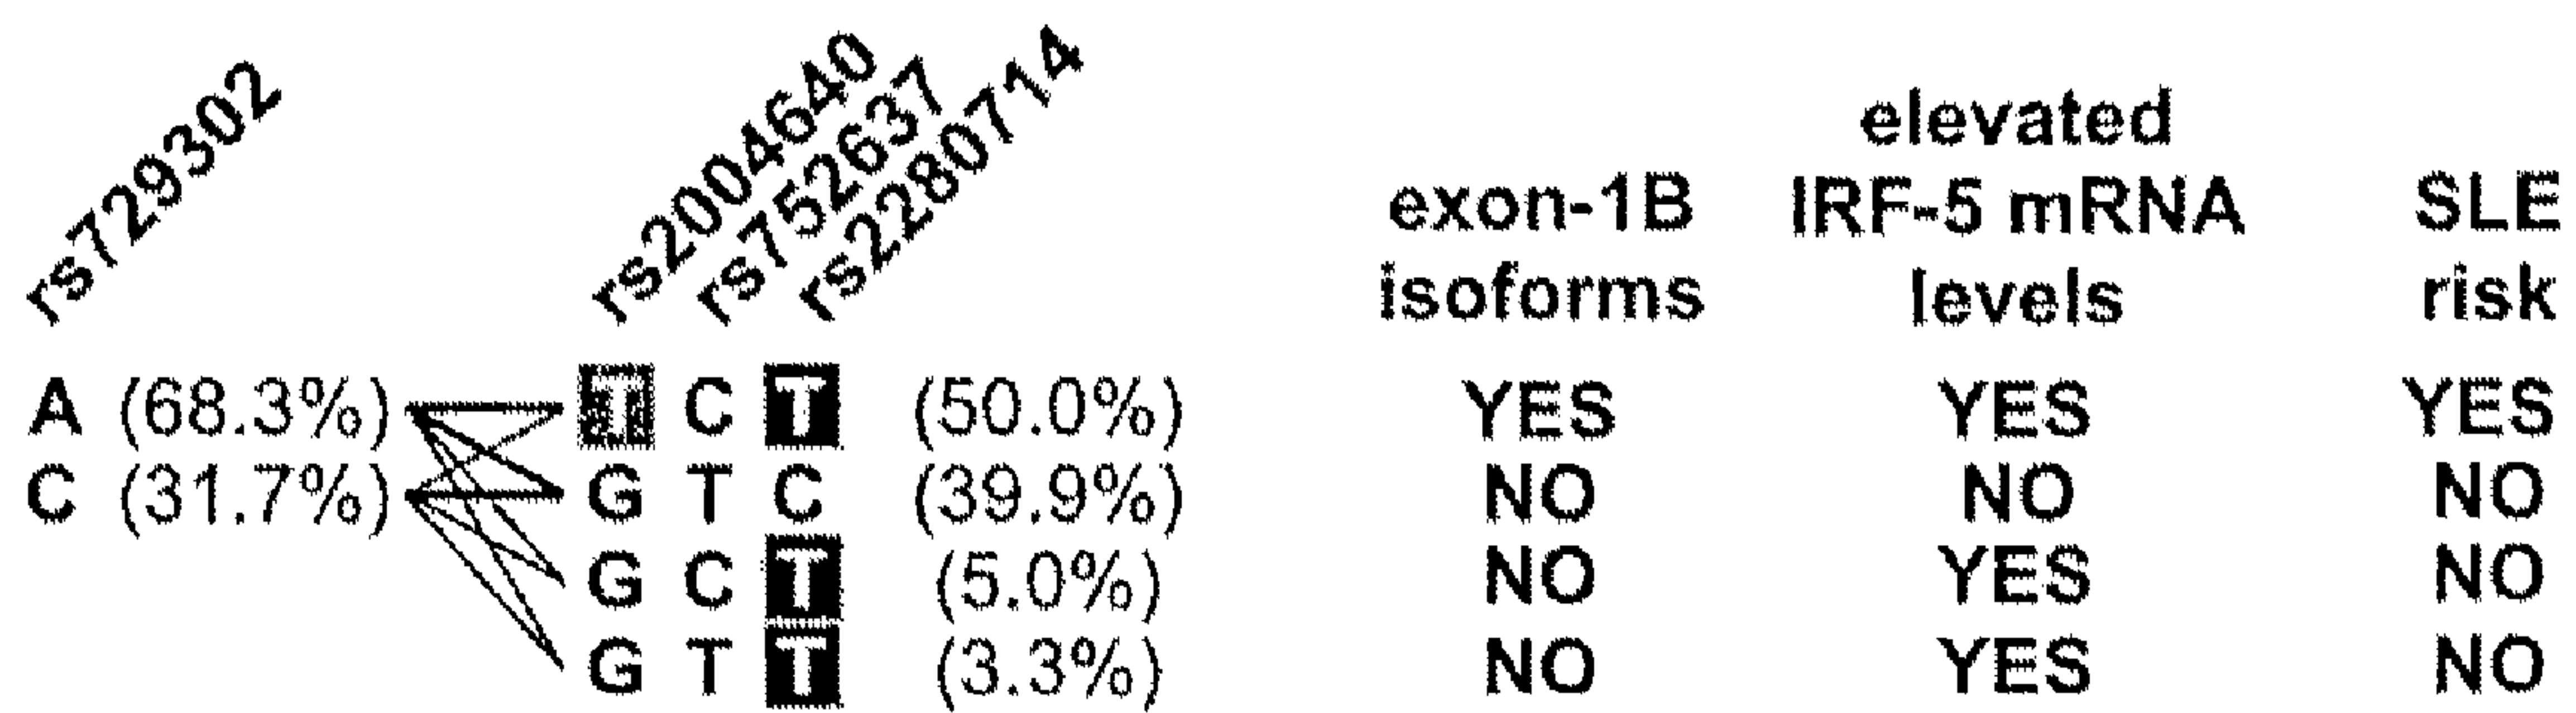 rs729302
rs2004640
rs752637
rs2280714
exon-1B
isoforms
elevated
IRF-5 mRNA
levels
SLE
risk
A (68.3%) T C T (50.0%) YES YES YES
C (31.7%) G T C (39.9%) NO NO NO
G C T (5.0%) NO YES NO
G T T (3.3%) NO YES NO